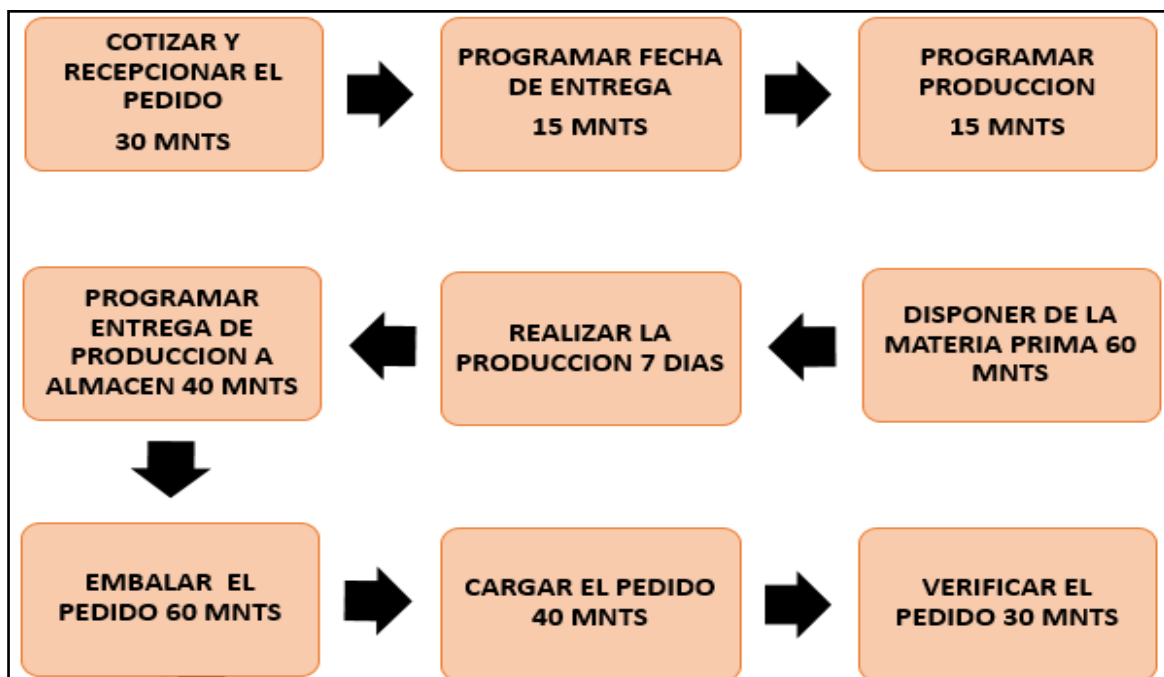 COTIZAR Y
RECEPCIONAR EL
PEDIDO
30 MNTS
PROGRAMAR FECHA
DE ENTREGA
15 MNTS
PROGRAMAR
PRODUCCION
15 MNTS
DISPONER DE LA
MATERIA PRIMA 60
MNTS
REALIZAR LA
PRODUCCION 7 DIAS
PROGRAMAR
ENTREGA DE
PRODUCCION A
ALMACEN 40 MNTS
EMBALAR EL
PEDIDO 60 MNTS
CARGAR EL PEDIDO
40 MNTS
VERIFICAR EL
PEDIDO 30 MNTS